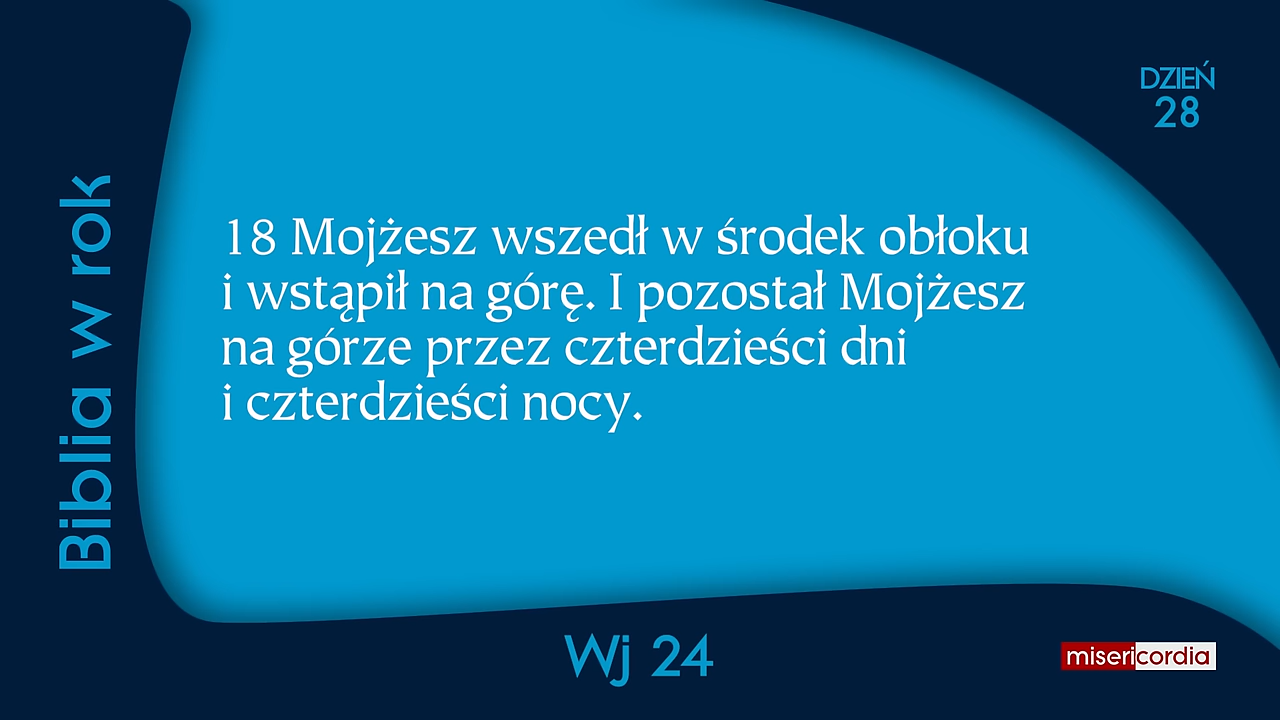 DZIEŃ
28
Biblia w rok
18 Mojżesz wszedł w środek obłoku
i wstąpił na górę. I pozostał Mojżesz
na górze przez czterdzieści dni
i czterdzieści nocy.
Wj 24
misericordia